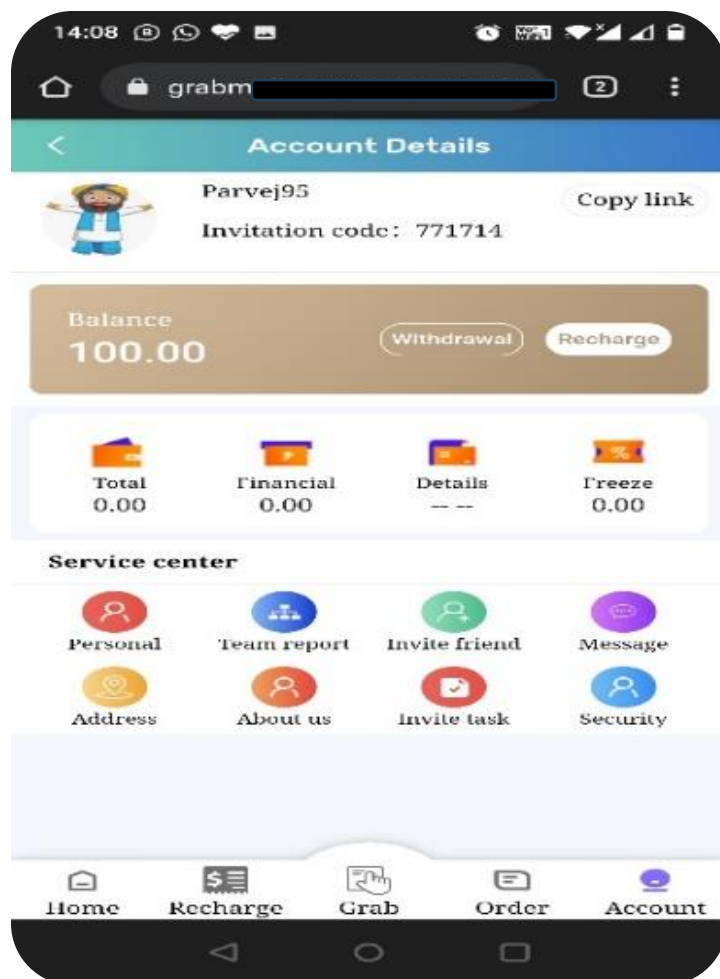 14:08
grabm
2
Account Details
Parvej95
Copy link
Invitation code: 771714
Balance
100.00
Withdrawal
Recharge
Total Financial Details Freeze
0.00 0.00 -- -- 0.00
Service center
Personal Team report Invite friend Message
Address About us Invite task Security
Home Recharge Grab Order Account